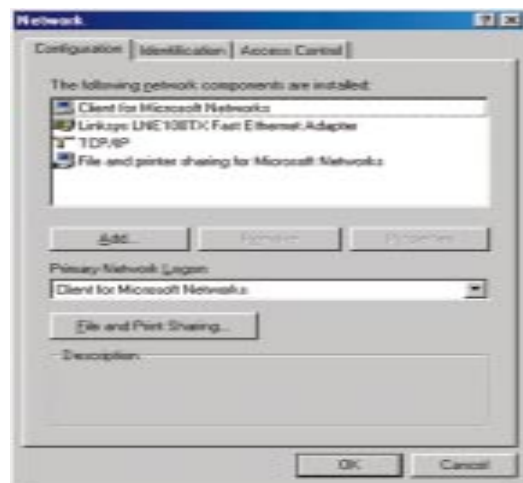 Network
Configuration Identification Access Control
The following network components are installed:
Client for Microsoft Networks
Linksys LNE100TX Fast Ethernet Adapter
TCP/IP
File and printer sharing for Microsoft Networks
Add... Remove Properties
Primary Network Logon:
Client for Microsoft Networks
File and Print Sharing...
Description
OK Cancel